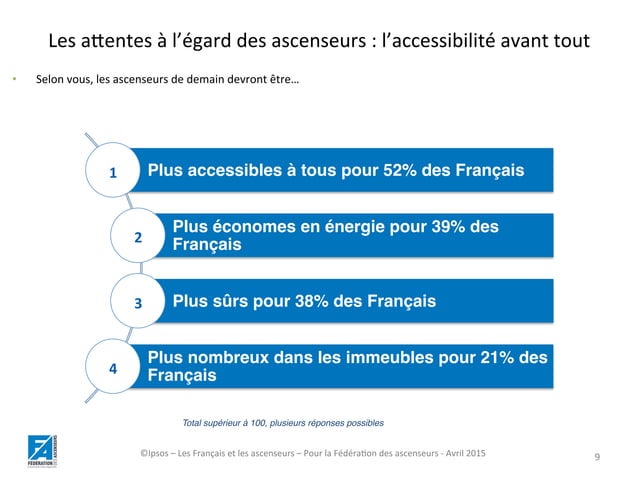 Les attentes à l'égard des ascenseurs : l'accessibilité avant tout
• Selon vous, les ascenseurs de demain devront être…
1 Plus accessibles à tous pour 52% des Français
2 Plus économes en énergie pour 39% des
Français
3 Plus sûrs pour 38% des Français
4 Plus nombreux dans les immeubles pour 21% des
Français
Total supérieur à 100, plusieurs réponses possibles
FA
FÉDÉRATION
DES ASCENSEURS
©Ipsos – Les Français et les ascenseurs – Pour la Fédération des ascenseurs - Avril 2015
9